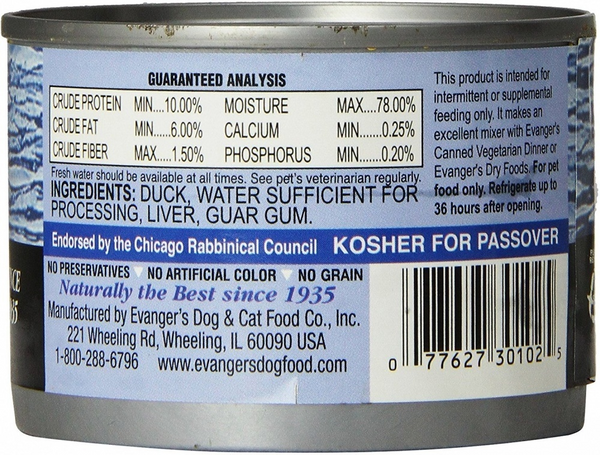 GUARANTEED ANALYSIS
CRUDE PROTEIN MIN....10.00% MOISTURE MAX....78.00%
CRUDE FAT MIN.....6.00% CALCIUM MIN.....0.25%
CRUDE FIBER MAX.....1.50% PHOSPHORUS MIN.....0.20%
Fresh water should be available at all times. See pet's veterinarian regularly.
INGREDIENTS: DUCK, WATER SUFFICIENT FOR
PROCESSING, LIVER, GUAR GUM.
This product is intended for
intermittent or supplemental
feeding only. It makes an
excellent mixer with Evanger's
Canned Vegetarian Dinner or
Evanger's Dry Foods. For pet
food only. Refrigerate up to
36 hours after opening.
Endorsed by the Chicago Rabbinical Council KOSHER FOR PASSOVER
NO PRESERVATIVES NO ARTIFICIAL COLOR NO GRAIN
Naturally the Best since 1935
Manufactured by Evanger's Dog & Cat Food Co., Inc.
221 Wheeling Rd, Wheeling, IL 60090 USA
1-800-288-6796 www.evangersdogfood.com
0 77627 30102 5